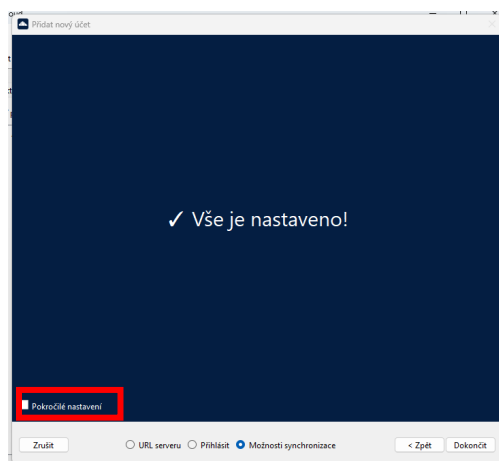 Přidat nový účet
✓ Vše je nastaveno!
Pokročilé nastavení
Zrušit URL serveru Přihlásit Možnosti synchronizace < Zpět Dokončit